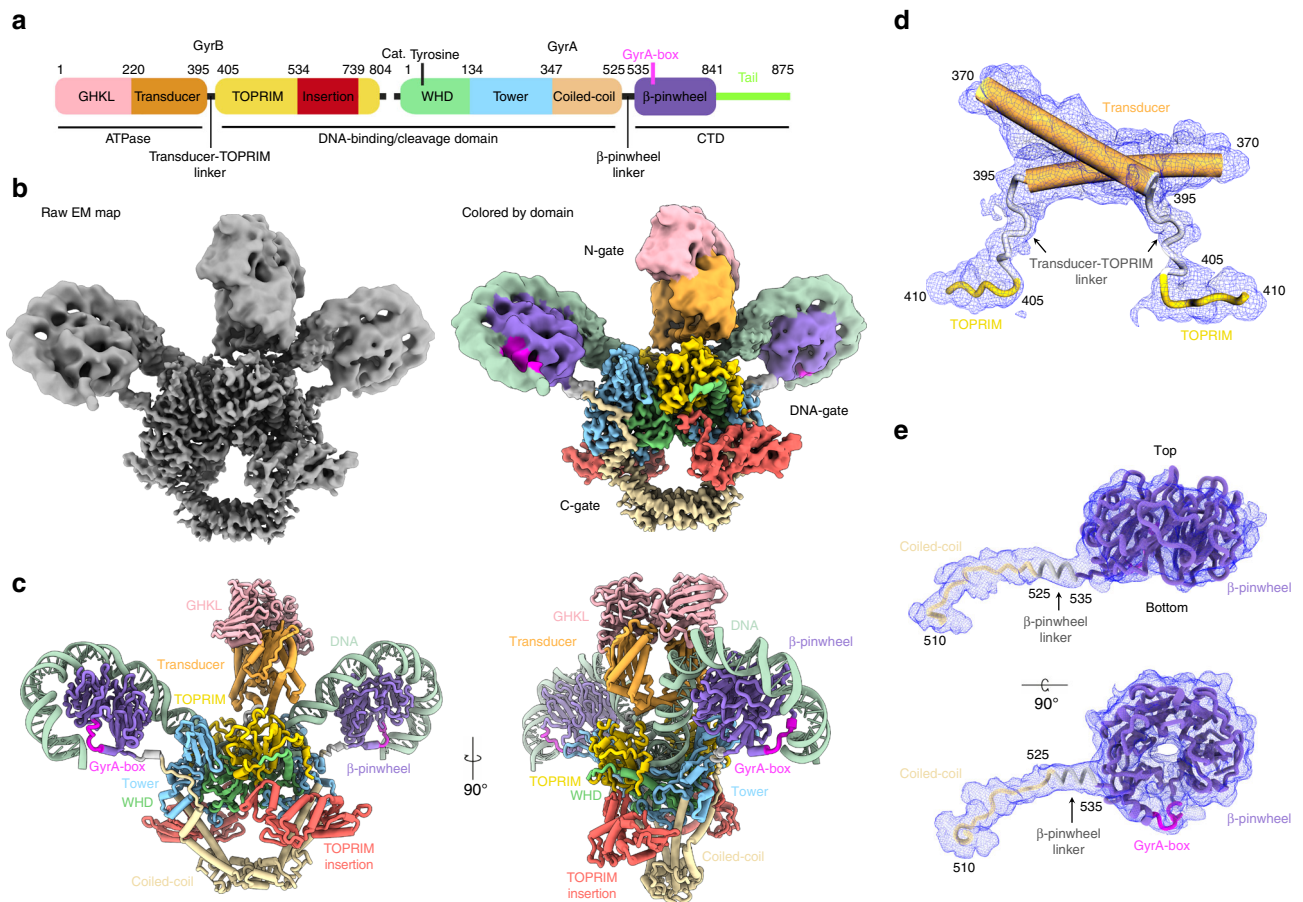 a
GyrB
Cat. Tyrosine
GyrA
GyrA-box
1 220 395 405 534 739 804 1 134 347 525 535 841 875
Tail
GHKL Transducer TOPRIM Insertion WHD Tower Coiled-coil β-pinwheel
ATPase
DNA-binding/cleavage domain
CTD
Transducer-TOPRIM
linker
β-pinwheel
linker
b
Raw EM map
Colored by domain
N-gate
DNA-gate
C-gate
c
GHKL
DNA
Transducer
TOPRIM
GyrA-box
β-pinwheel
Tower
WHD
TOPRIM
insertion
Coiled-coil
90°
GHKL
DNA
Transducer
β-pinwheel
GyrA-box
TOPRIM
WHD
Tower
Coiled-coil
TOPRIM
insertion
d
370
Transducer
370
395
395
Transducer-TOPRIM
linker
405
410
405
410
TOPRIM
TOPRIM
e
Top
Coiled-coil
525
535
β-pinwheel
Bottom
β-pinwheel
linker
510
90°
525
Coiled-coil
535
β-pinwheel
β-pinwheel
linker
GyrA-box
510